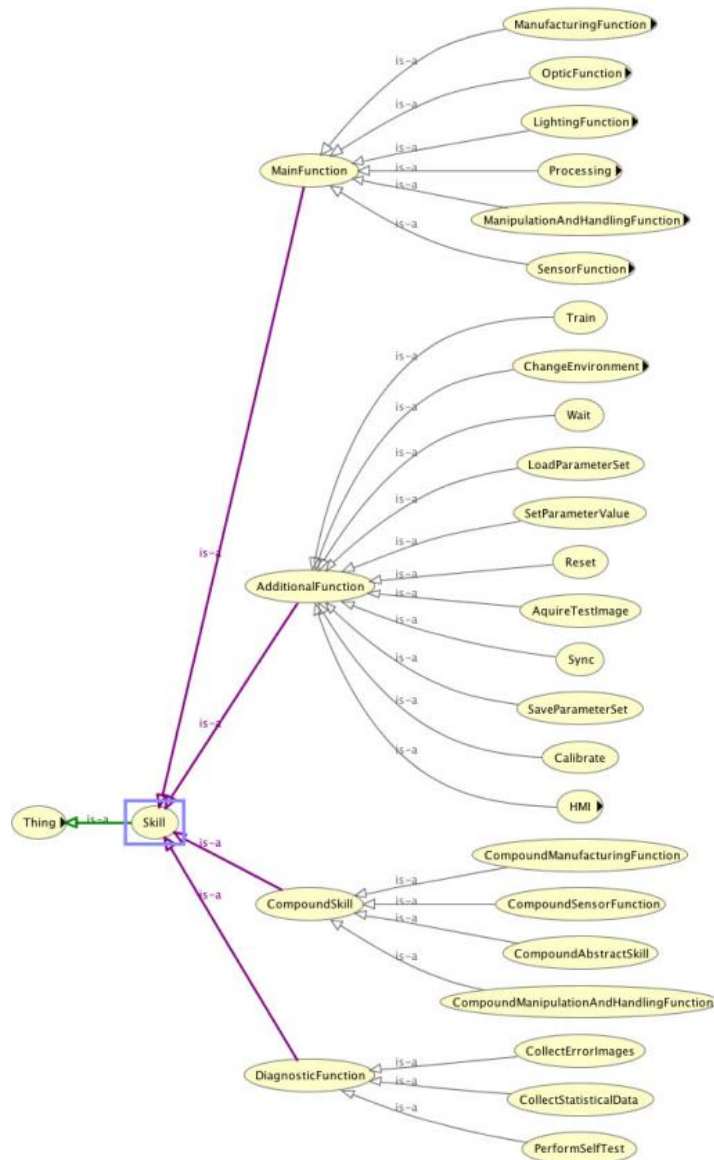 ManufacturingFunction
is-a
OpticFunction
is-a
LightingFunction
is-a
MainFunction
is-a
Processing
is-a
ManipulationAndHandlingFunction
is-a
SensorFunction
Train
is-a
ChangeEnvironment
is-a
Wait
is-a
LoadParameterSet
is-a
SetParameterValue
is-a
is-a
Reset
is-a
AdditionalFunction
is-a
AquireTestImage
is-a
Sync
is-a
SaveParameterSet
is-a
is-a
Calibrate
is-a
HMI
Thing
is-a
Skill
is-a
CompoundManufacturingFunction
is-a
CompoundSkill
is-a
CompoundSensorFunction
is-a
is-a
CompoundAbstractSkill
is-a
CompoundManipulationAndHandlingFunction
CollectErrorImages
is-a
DiagnosticFunction
is-a
CollectStatisticalData
is-a
PerformSelfTest